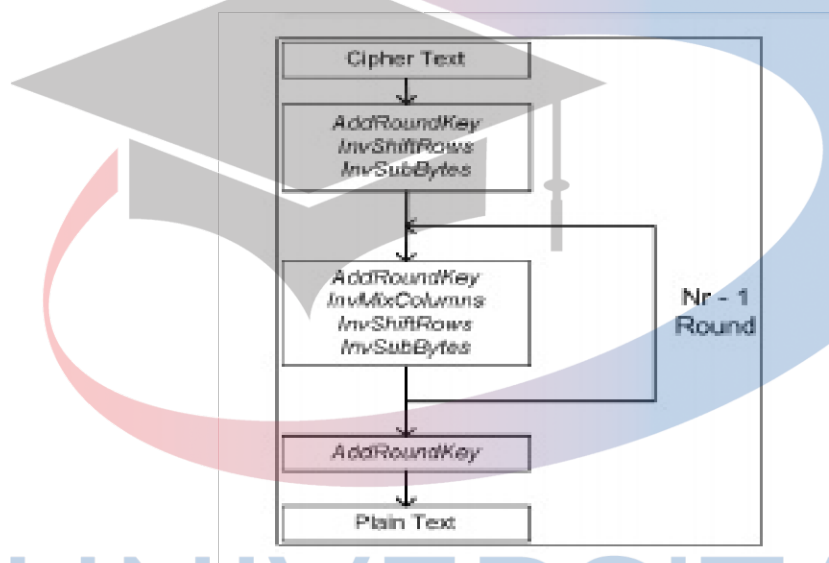 Cipher Text
AddRoundKey
InvShiftRows
InvSubBytes
AddRoundKey
InvMixColumns
InvShiftRows
InvSubBytes
Nr - 1
Round
AddRoundKey
Plain Text